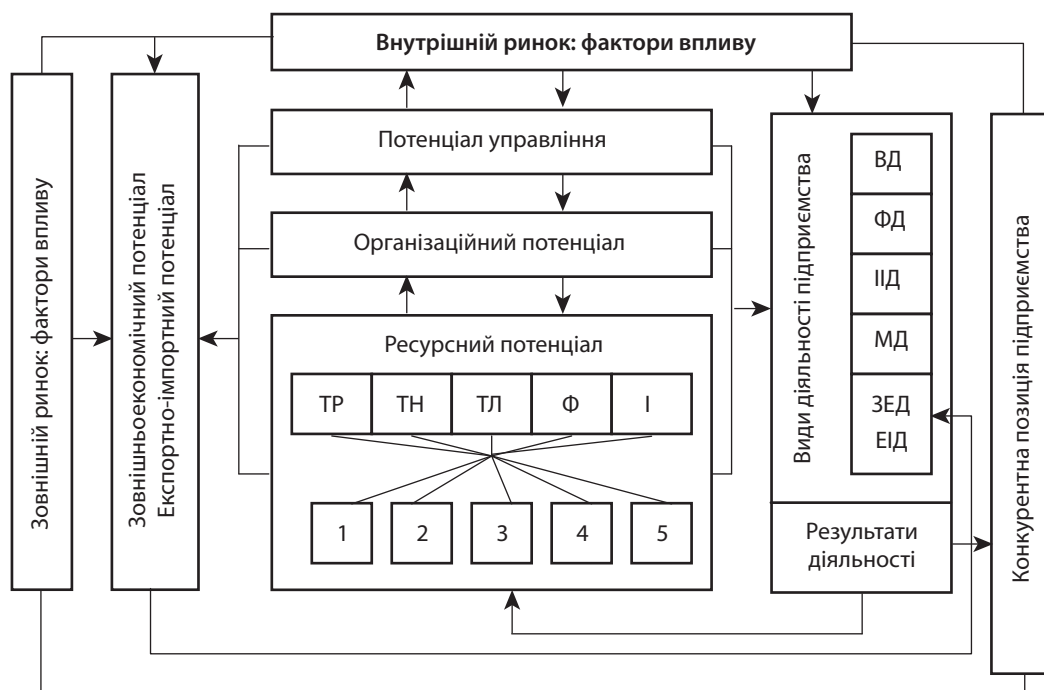 Внутрішній ринок: фактори впливу
Зовнішній ринок: фактори впливу
Зовнішньоекономічний потенціал
Експортно-імпортний потенціал
Потенціал управління
Організаційний потенціал
Ресурсний потенціал
ТР ТН ТЛ Ф І
1 2 3 4 5
Види діяльності підприємства
ВД
ФД
ІІД
МД
ЗЕД
ЕІД
Результати
діяльності
Конкурентна позиція підприємства